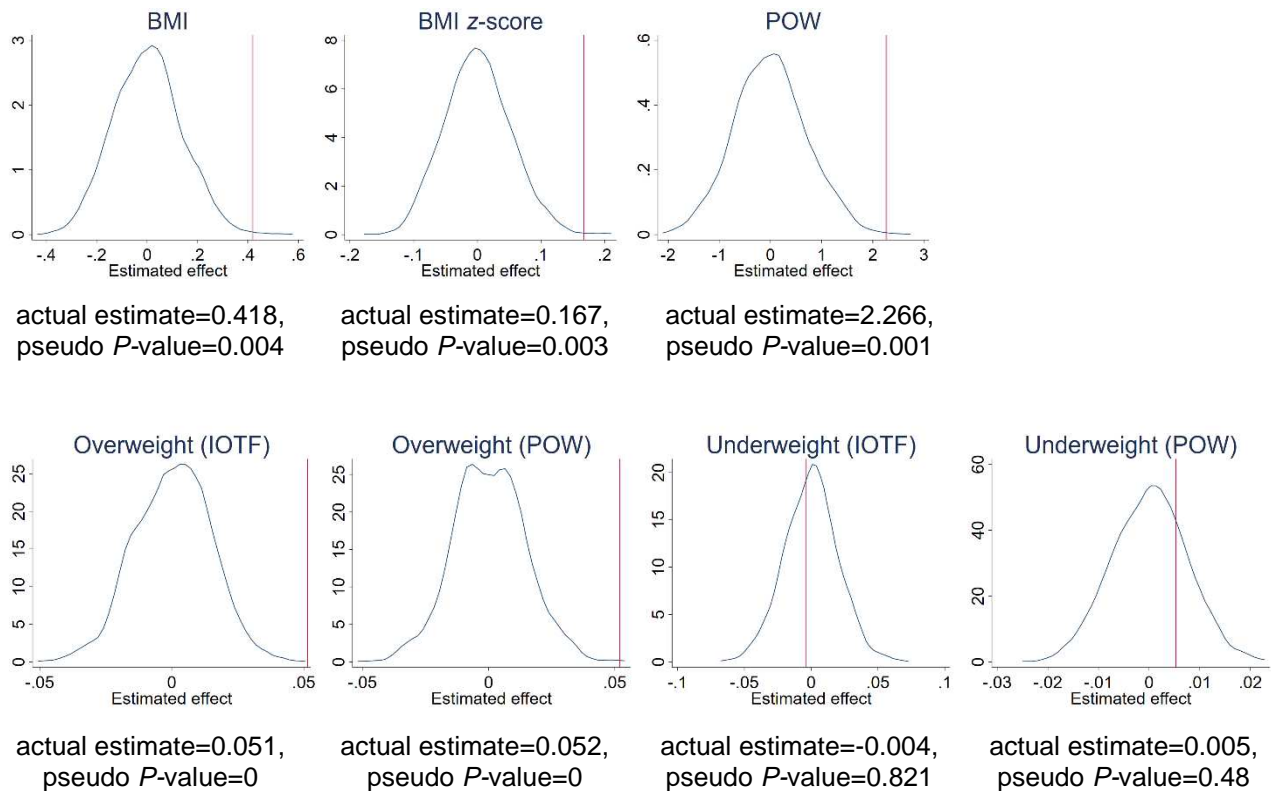 BMI
BMI z-score
POW
3
2
1
0
-.4 -.2 0 .2 .4 .6
Estimated effect
8
6
4
2
0
-.2 -.1 0 .1 .2
Estimated effect
.6
.4
.2
0
-2 -1 0 1 2 3
Estimated effect
actual estimate=0.418,
pseudo P-value=0.004
actual estimate=0.167,
pseudo P-value=0.003
actual estimate=2.266,
pseudo P-value=0.001
Overweight (IOTF)
Overweight (POW)
Underweight (IOTF)
Underweight (POW)
25
20
15
10
5
0
-.05 0 .05
Estimated effect
25
20
15
10
5
0
-.05 0 .05
Estimated effect
20
15
10
5
0
-.1 -.05 0 .05 .1
Estimated effect
60
40
20
0
-.03 -.02 -.01 0 .01 .02
Estimated effect
actual estimate=0.051,
pseudo P-value=0
actual estimate=0.052,
pseudo P-value=0
actual estimate=-0.004,
pseudo P-value=0.821
actual estimate=0.005,
pseudo P-value=0.48